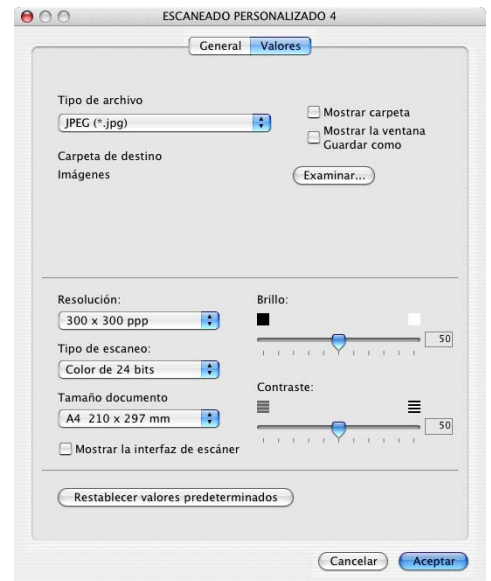 ESCANEADO PERSONALIZADO 4
General Valores
Tipo de archivo
JPEG (*.jpg)
Mostrar carpeta
Mostrar la ventana
Guardar como
Carpeta de destino
Imágenes
Examinar...
Resolución:
300 x 300 ppp
Tipo de escaneo:
Color de 24 bits
Tamaño documento
A4 210 x 297 mm
Mostrar la interfaz de escáner
Brillo:
50
Contraste:
50
Restablecer valores predeterminados
Cancelar Aceptar